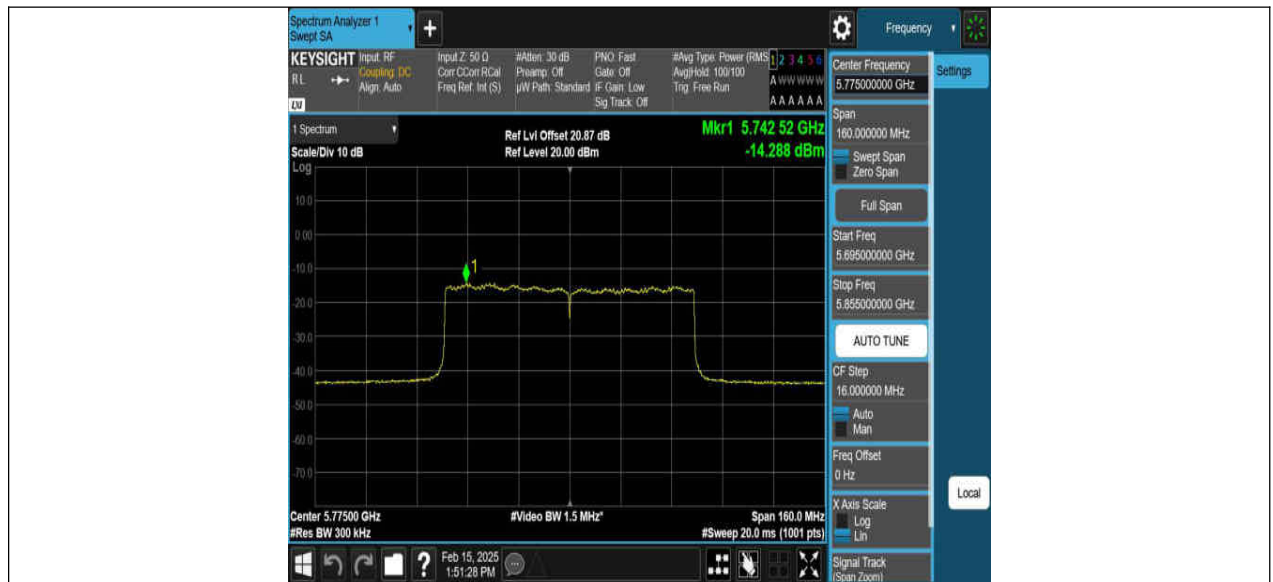 Spectrum Analyzer 1
Swept SA
+
Frequency
KEYSIGHT
RL
LXI
Input: RF
Coupling: DC
Align: Auto
Input Z: 50 Ω
Corr CCorr RCal
Freq Ref: Int (S)
#Atten: 30 dB
Preamp: Off
µW Path: Standard
PNO: Fast
Gate: Off
IF Gain: Low
Sig Track: Off
#Avg Type: Power (RMS
Avg|Hold: 100/100
Trig: Free Run
1 2 3 4 5 6
A W W W W W
A A A A A A
1 Spectrum
Scale/Div 10 dB
Log
Ref Lvl Offset 20.87 dB
Ref Level 20.00 dBm
Mkr1 5.742 52 GHz
-14.288 dBm
10.0
0.00
-10.0
-20.0
-30.0
-40.0
-50.0
-60.0
-70.0
1
Center 5.77500 GHz
#Res BW 300 kHz
#Video BW 1.5 MHz*
Span 160.0 MHz
#Sweep 20.0 ms (1001 pts)
Center Frequency
5.775000000 GHz
Settings
Span
160.000000 MHz
Swept Span
Zero Span
Full Span
Start Freq
5.695000000 GHz
Stop Freq
5.855000000 GHz
AUTO TUNE
CF Step
16.000000 MHz
Auto
Man
Freq Offset
0 Hz
X Axis Scale
Log
Lin
Local
Signal Track
(Span Zoom)
?
Feb 15, 2025
1:51:28 PM